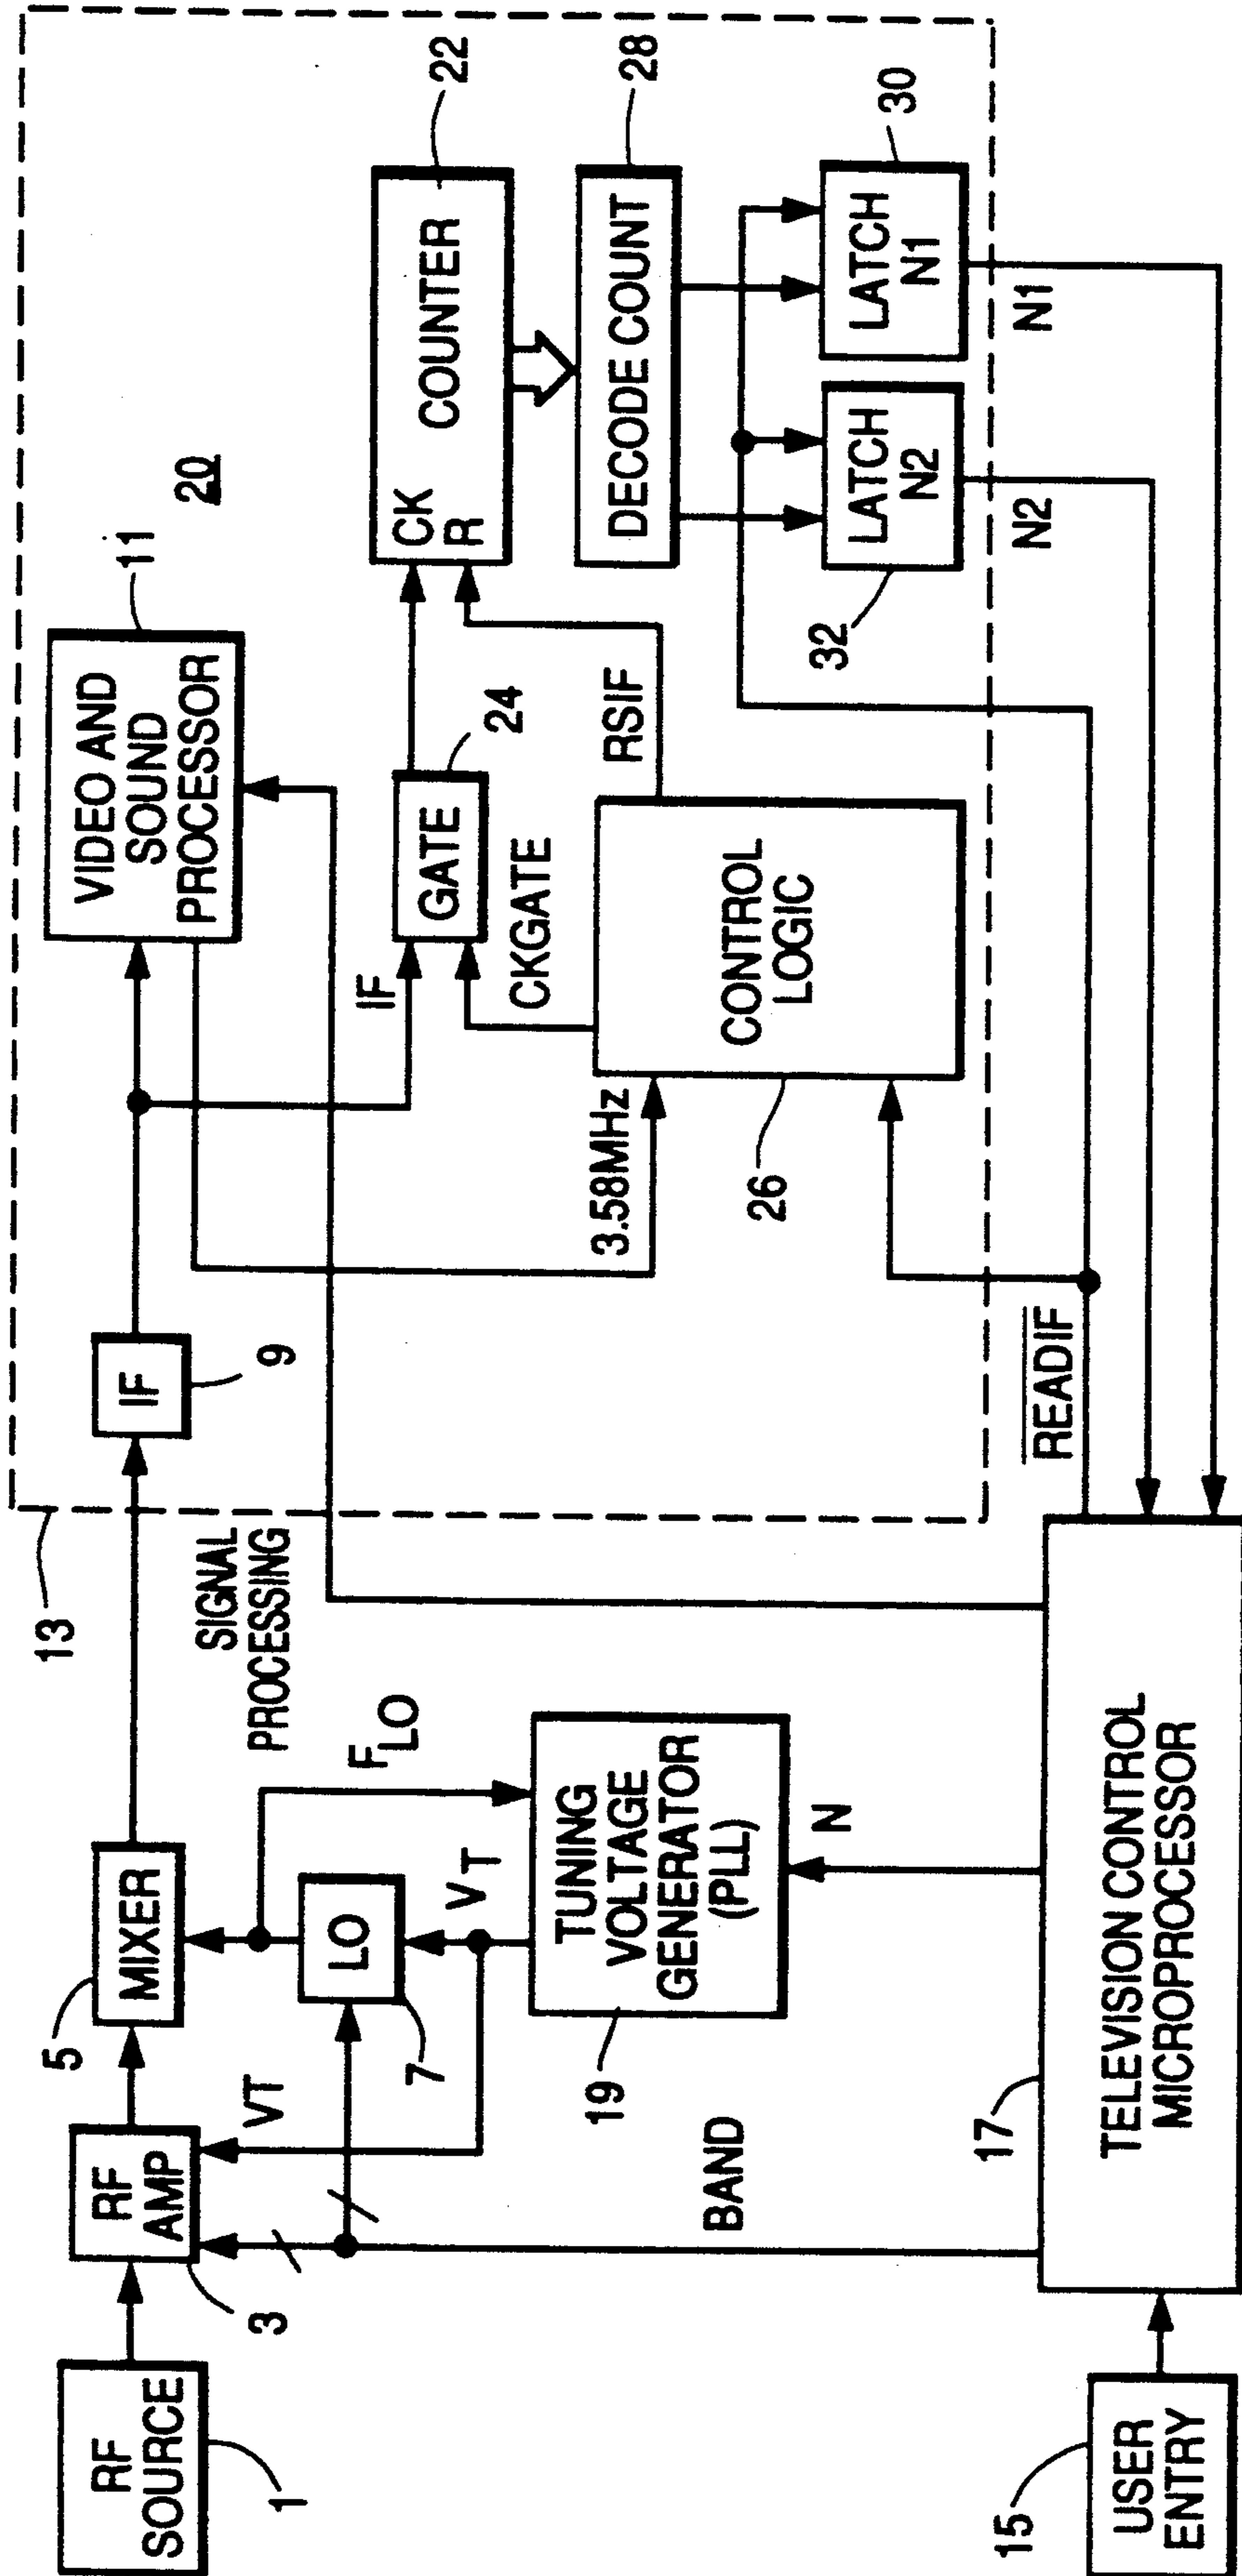 RF
SOURCE
1
RF
AMP
3
VT
MIXER
5
LO
7
F LO
V T
TUNING
VOLTAGE
GENERATOR
(PLL)
19
N
BAND
USER
ENTRY
15
TELEVISION CONTROL
MICROPROCESSOR
17
SIGNAL
PROCESSING
13
IF
9
VIDEO AND
SOUND
PROCESSOR
11
20
IF
GATE
24
CKGATE
3.58MHz
CONTROL
LOGIC
26
RSIF
CK
R
COUNTER
22
DECODE COUNT
28
LATCH
N2
32
LATCH
N1
30
N2
N1
READIF